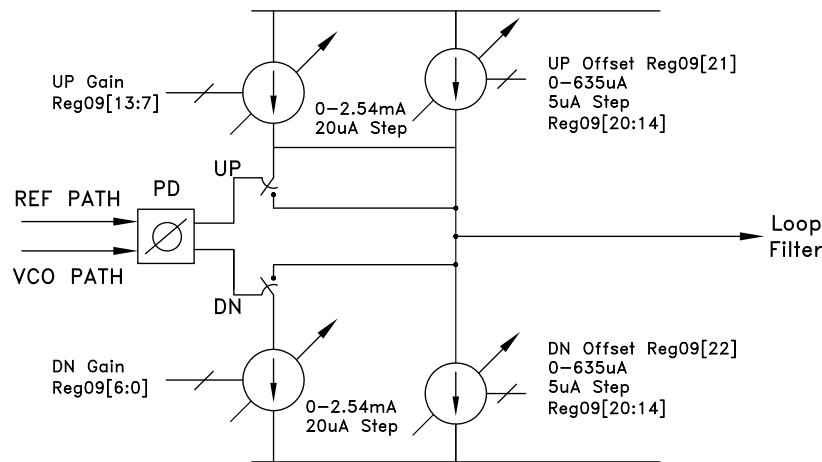 UP Gain
Reg09[13:7]
0-2.54mA
20uA Step
UP Offset Reg09[21]
0-635uA
5uA Step
Reg09[20:14]
UP
PD
REF PATH
VCO PATH
Loop
Filter
DN
DN Gain
Reg09[6:0]
0-2.54mA
20uA Step
DN Offset Reg09[22]
0-635uA
5uA Step
Reg09[20:14]